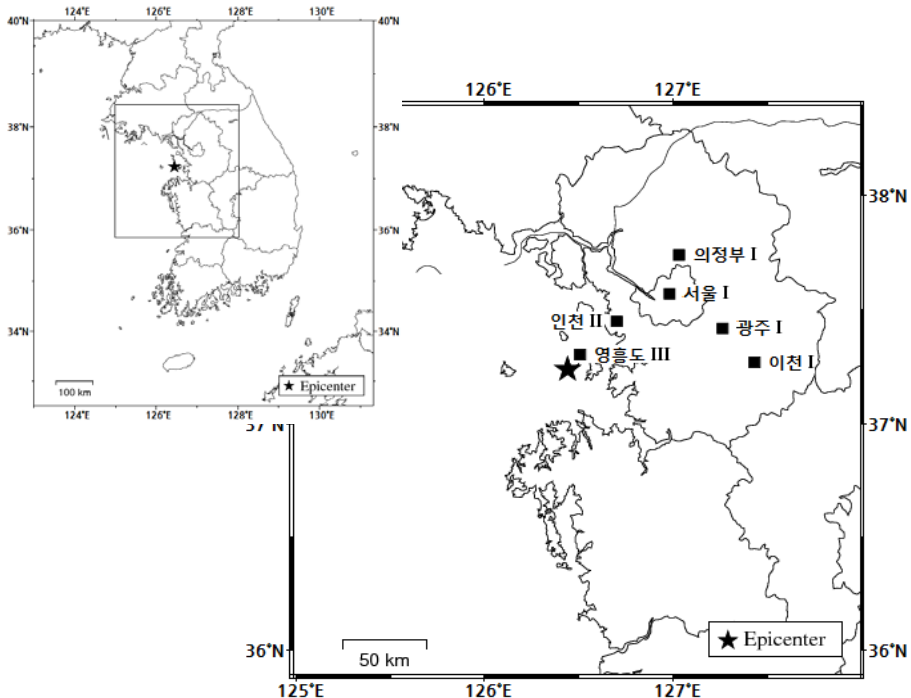 124°E 126°E 128°E 130°E
40°N 40°N
38°N 38°N
36°N 36°N
34°N 34°N
100 km
★ Epicenter
124°E 126°E 128°E 130°E
126°E 127°E
38°N
의정부 I
서울 I
인천 II
광주 I
영흥도 III
이천 I
37°N 37°N
36°N 36°N
50 km
★ Epicenter
125°E 126°E 127°E